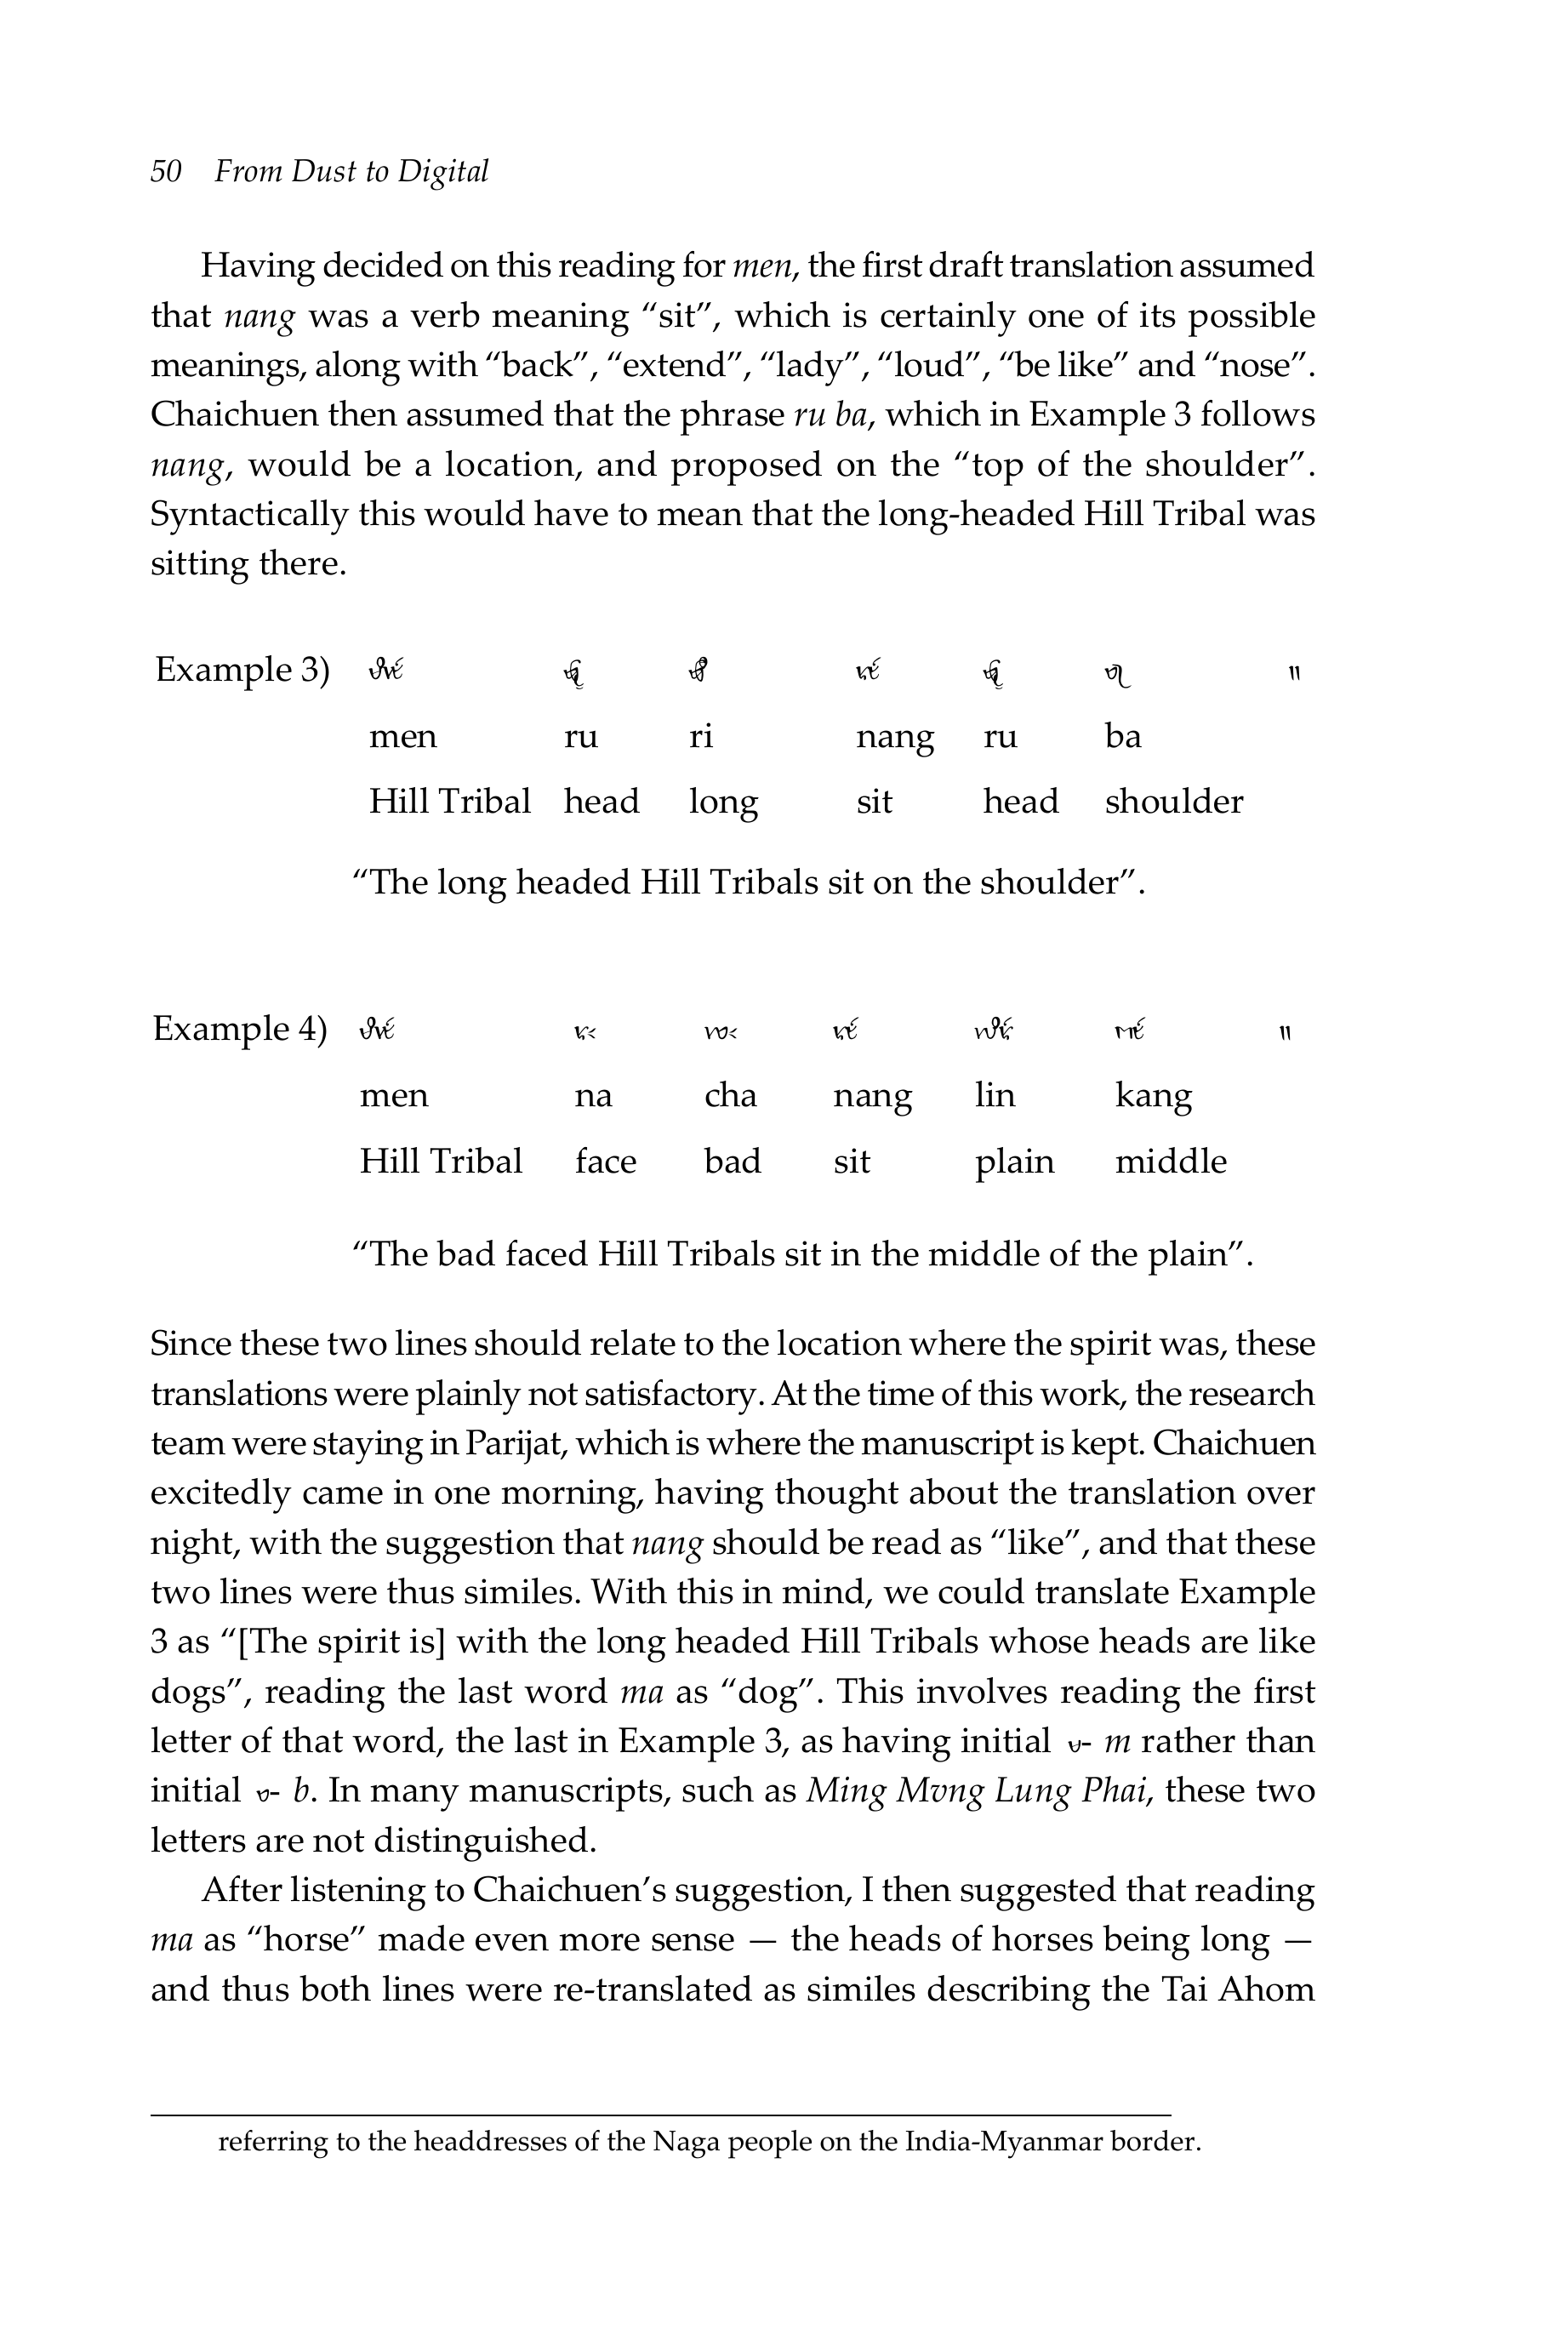 50 From Dust to Digital
Having decided on this reading for men, the first draft translation assumed
that nang was a verb meaning “sit”, which is certainly one of its possible
meanings, along with “back”, “extend”, “lady”, “loud”, “be like” and “nose”.
Chaichuen then assumed that the phrase ru ba, which in Example 3 follows
nang, would be a location, and proposed on the “top of the shoulder”.
Syntactically this would have to mean that the long-headed Hill Tribal was
sitting there.
Example 3)
men ru ri nang ru ba
Hill Tribal head long sit head shoulder
“The long headed Hill Tribals sit on the shoulder”.
Example 4)
men na cha nang lin kang
Hill Tribal face bad sit plain middle
“The bad faced Hill Tribals sit in the middle of the plain”.
Since these two lines should relate to the location where the spirit was, these
translations were plainly not satisfactory. At the time of this work, the research
team were staying in Parijat, which is where the manuscript is kept. Chaichuen
excitedly came in one morning, having thought about the translation over
night, with the suggestion that nang should be read as “like”, and that these
two lines were thus similes. With this in mind, we could translate Example
3 as “[The spirit is] with the long headed Hill Tribals whose heads are like
dogs”, reading the last word ma as “dog”. This involves reading the first
letter of that word, the last in Example 3, as having initial 𑜉- m rather than
initial 𑜈- b. In many manuscripts, such as Ming Mvng Lung Phai, these two
letters are not distinguished.
After listening to Chaichuen’s suggestion, I then suggested that reading
ma as “horse” made even more sense — the heads of horses being long —
and thus both lines were re-translated as similes describing the Tai Ahom
referring to the headdresses of the Naga people on the India-Myanmar border.